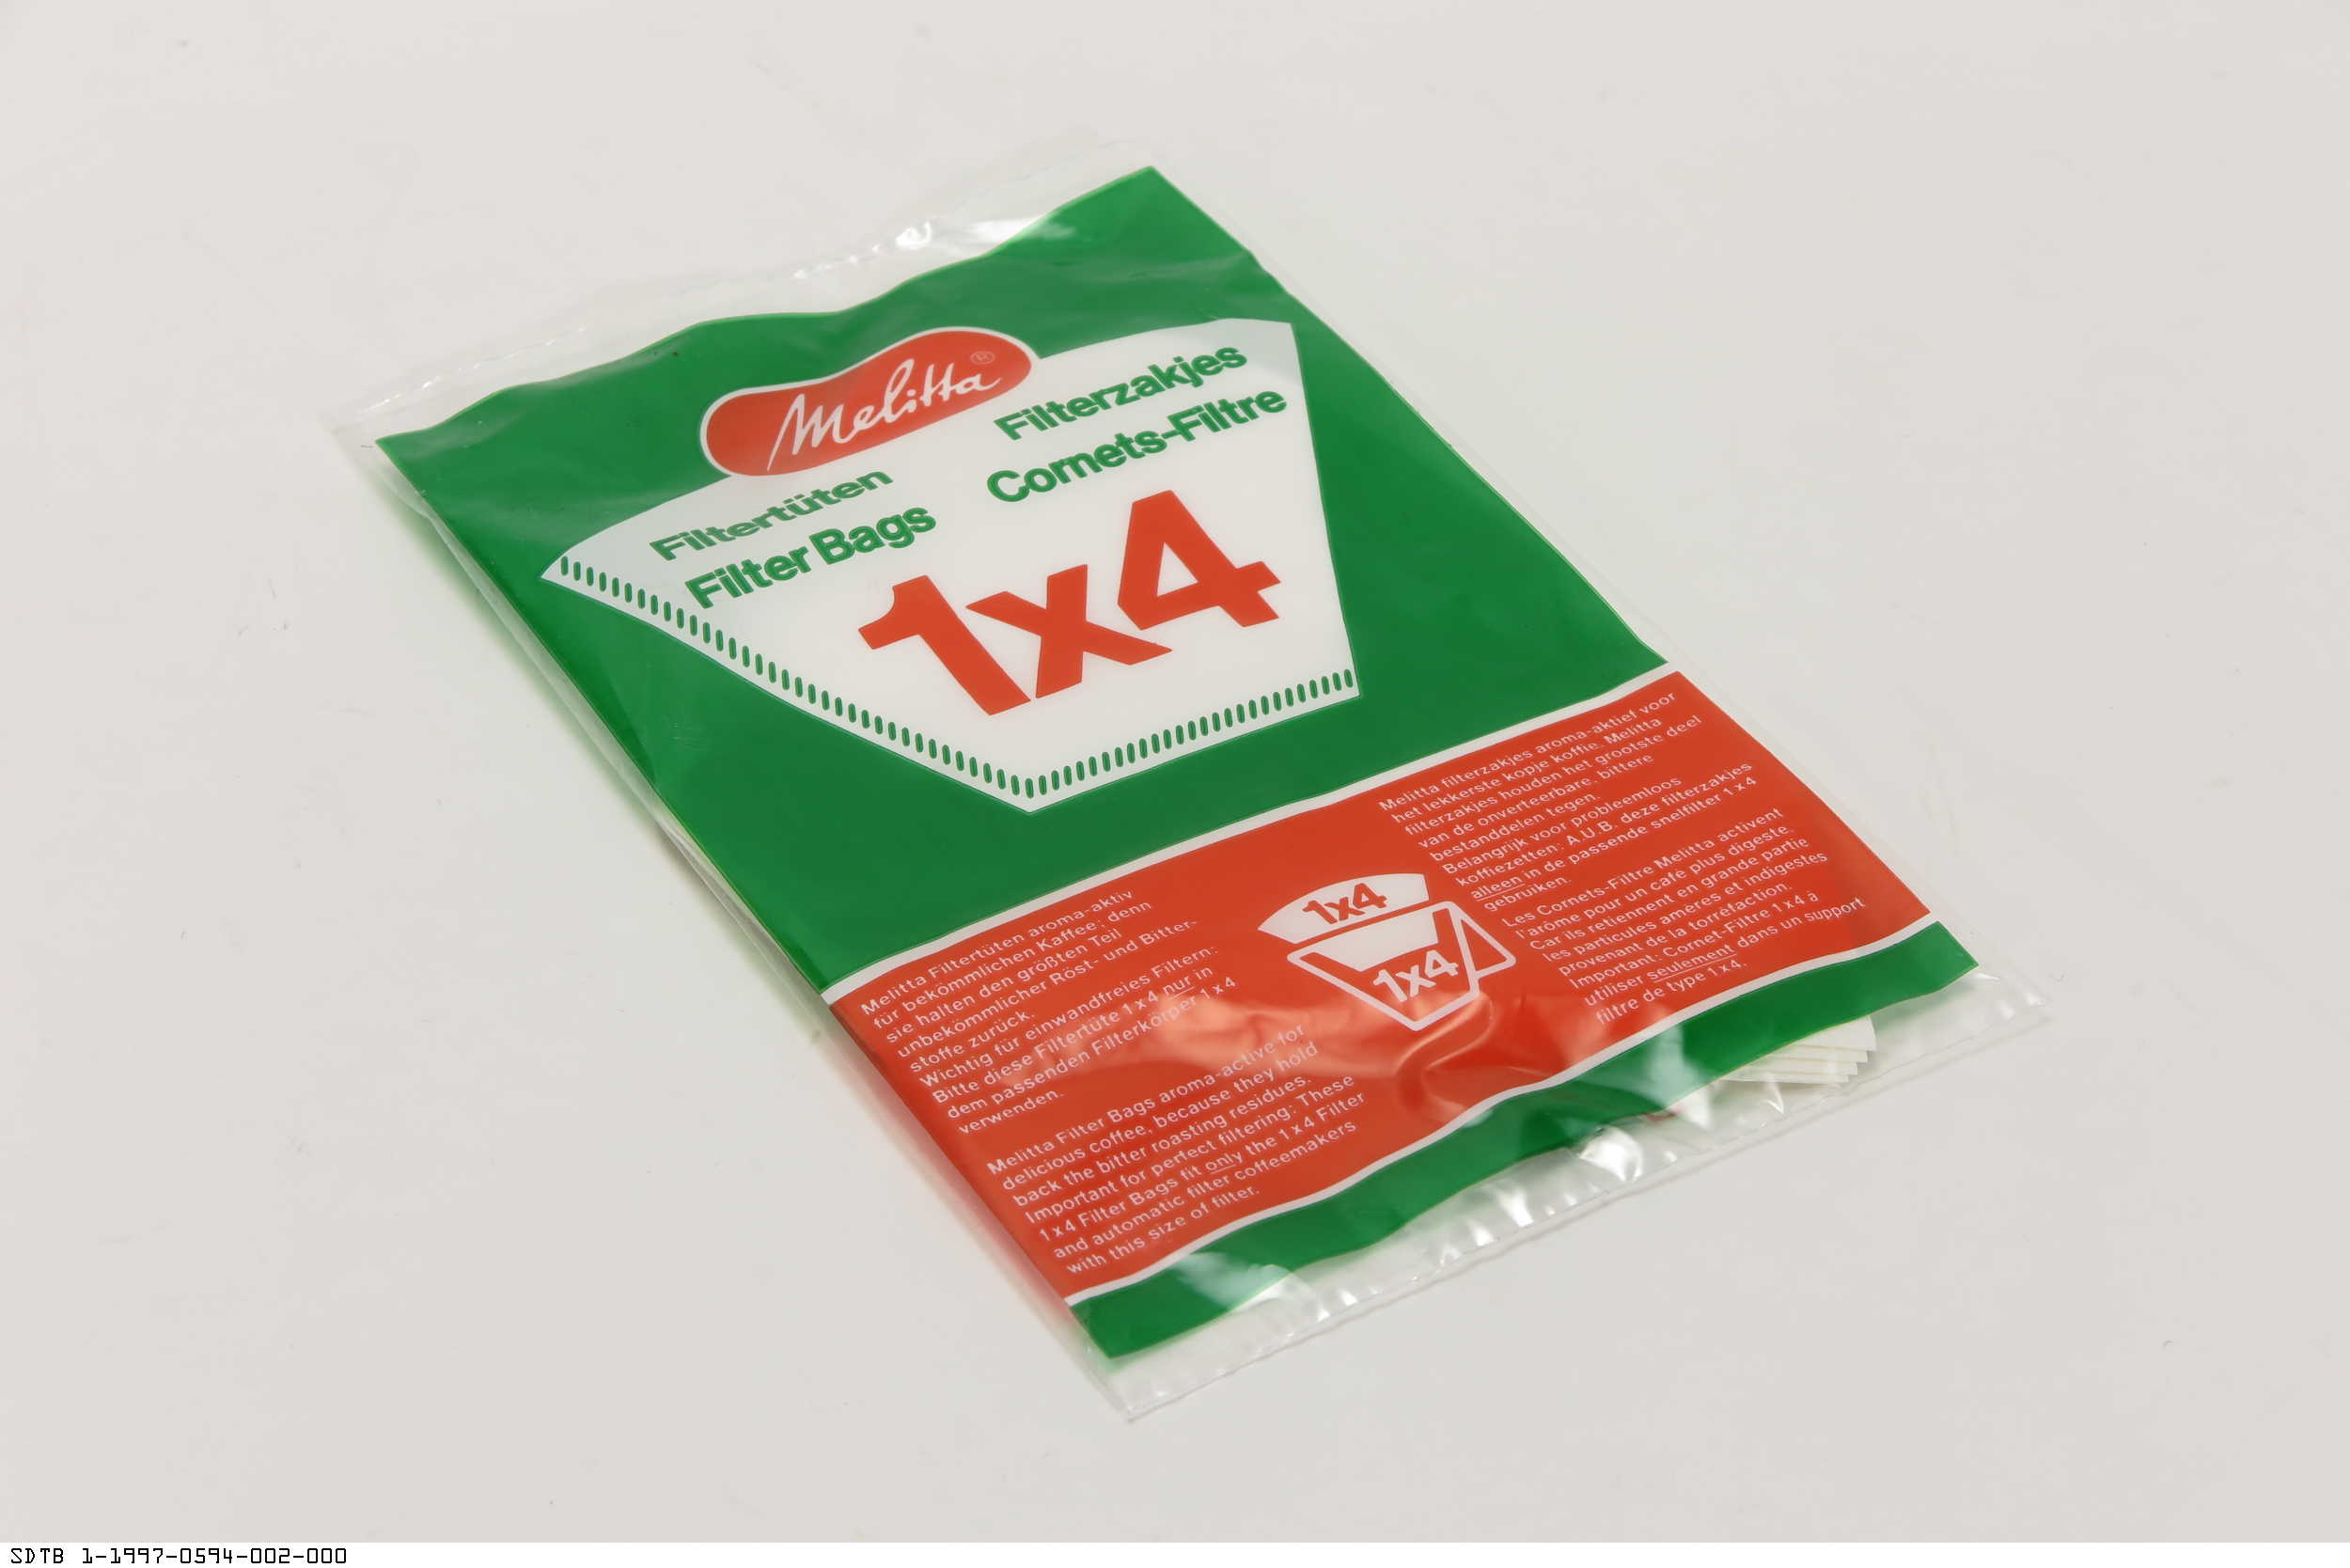 Melitta ®
Filtertüten
Filter Bags
Filterzakjes
Cornets-Filtre
1x4
Melitta Filtertüten aroma-aktiv
für bekömmlichen Kaffee; denn
sie halten den größten Teil
unbekömmlicher Röst- und Bitter-
stoffe zurück.
Wichtig für einwandfreies Filtern:
Bitte diese Filtertüte 1x4 nur in
dem passenden Filterkörper 1x4
verwenden.
Melitta Filter Bags aroma-active for
delicious coffee, because they hold
back the bitter roasting residues.
Important for perfect filtering: These
1x4 Filter Bags fit only the 1x4 Filter
and automatic filter coffeemakers
with this size of filter.
1x4
1x4
Melitta filterzakjes aroma-aktief voor
het lekkerste kopje koffie. Melitta
filterzakjes houden het grootste deel
van de onverteerbare, bittere
bestanddelen tegen.
Belangrijk voor probleemloos
koffiezetten: A.U.B. deze filterzakjes
alleen in de passende snelfilter 1x4
gebruiken.
Les Cornets-Filtre Melitta activent
l'arôme pour un café plus digeste.
Car ils retiennent en grande partie
les particules amères et indigestes
provenant de la torréfaction.
Important: Cornet-Filtre 1x4 à
utiliser seulement dans un support
filtre de type 1x4.
SDTB 1-1997-0594-002-000